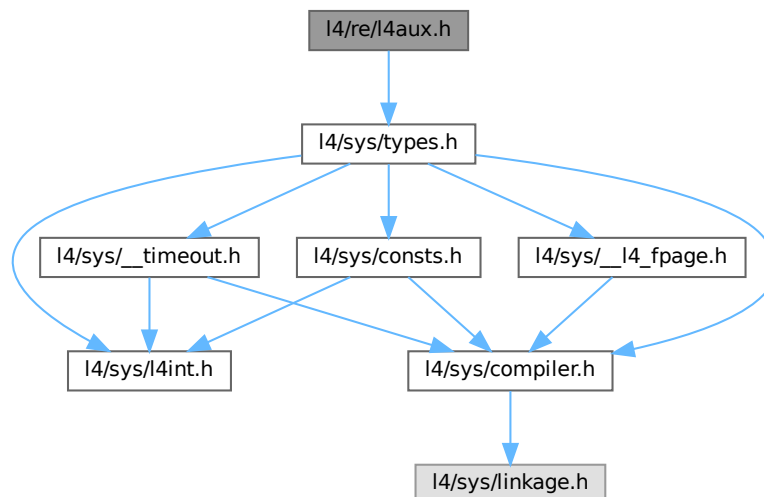 l4/re/l4aux.h
l4/sys/types.h
l4/sys/__timeout.h
l4/sys/consts.h
l4/sys/__l4_fpage.h
l4/sys/l4int.h
l4/sys/compiler.h
l4/sys/linkage.h